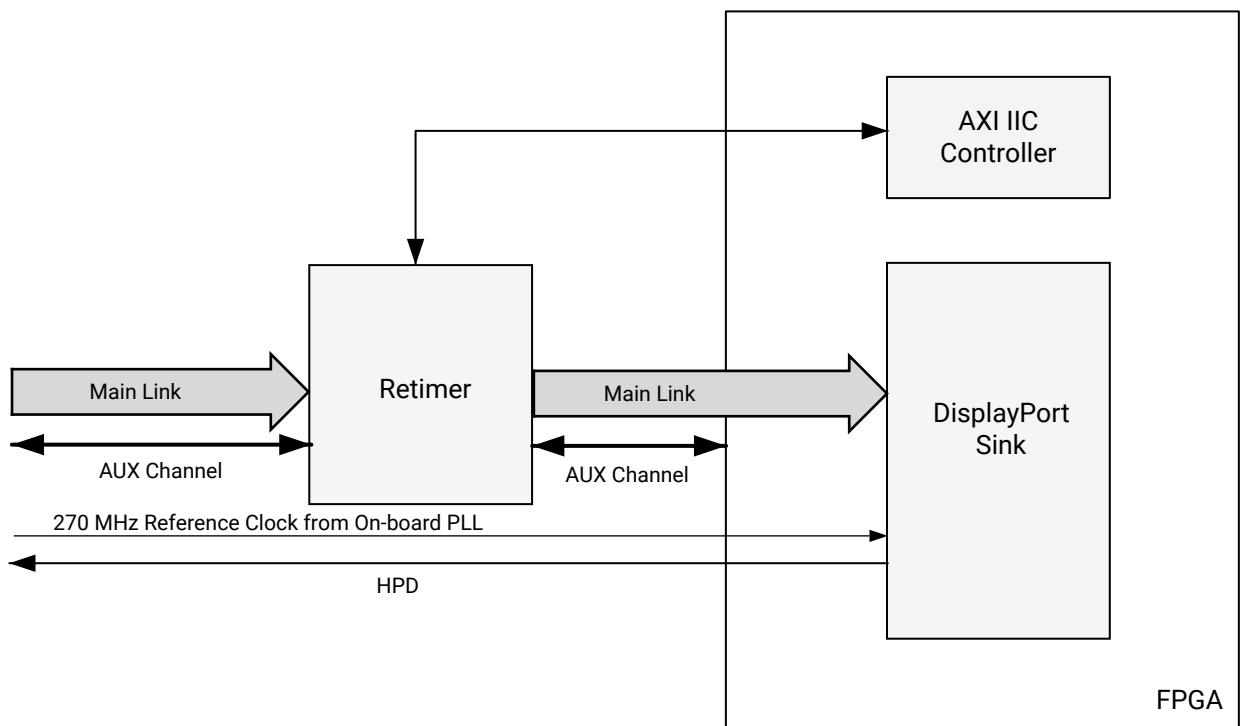 AXI IIC
Controller
Main Link
Retimer
Main Link
DisplayPort
Sink
AUX Channel
AUX Channel
270 MHz Reference Clock from On-board PLL
HPD
FPGA